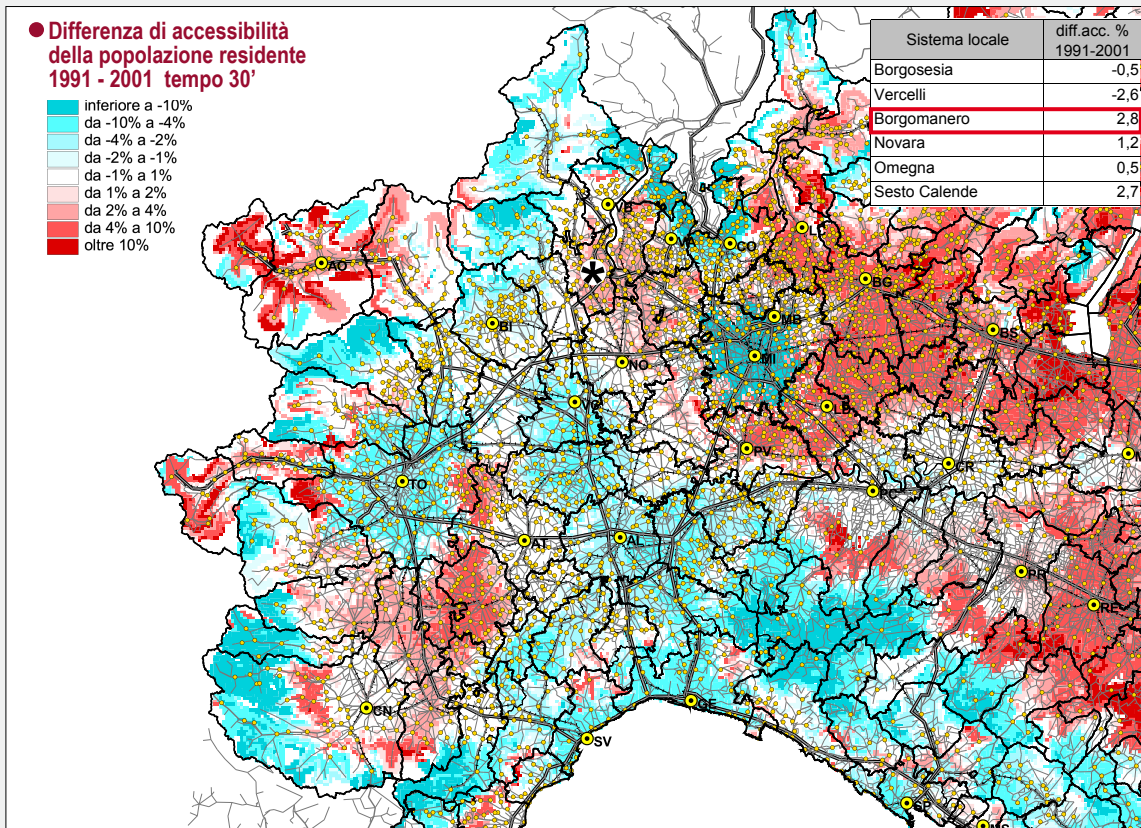 Differenza di accessibilità
della popolazione residente
1991 - 2001 tempo 30'
inferiore a -10%
da -10% a -4%
da -4% a -2%
da -2% a -1%
da -1% a 1%
da 1% a 2%
da 2% a 4%
da 4% a 10%
oltre 10%
Sistema locale diff.acc. % 1991-2001
Borgosesia -0,5
Vercelli -2,6
Borgomanero 2,8
Novara 1,2
Omegna 0,5
Sesto Calende 2,7
VB
VA
CO
AO
BG
BI
MB
BS
MI
NO
VC
PV
CR
TO
PC
AT
AL
PR
RE
CN
GE
SV
SP